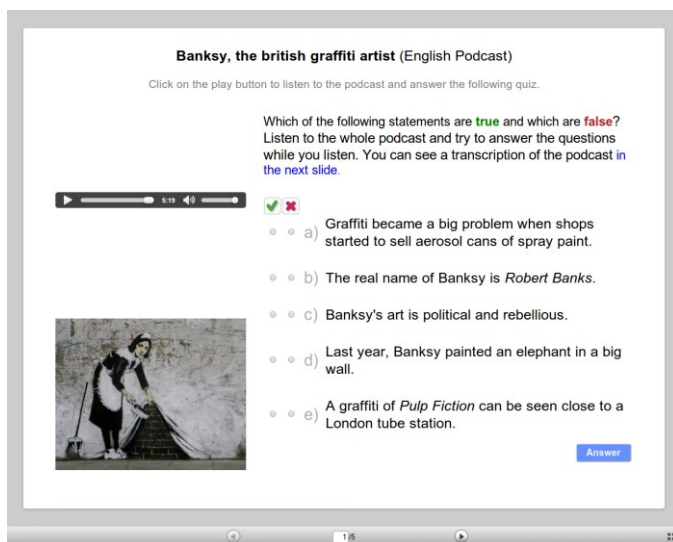 Banksy, the british graffiti artist (English Podcast)
Click on the play button to listen to the podcast and answer the following quiz.
Which of the following statements are true and which are false?
Listen to the whole podcast and try to answer the questions
while you listen. You can see a transcription of the podcast in
the next slide.
5:19
a) Graffiti became a big problem when shops
started to sell aerosol cans of spray paint.
b) The real name of Banksy is Robert Banks.
c) Banksy's art is political and rebellious.
d) Last year, Banksy painted an elephant in a big
wall.
e) A graffiti of Pulp Fiction can be seen close to a
London tube station.
Answer
1/5